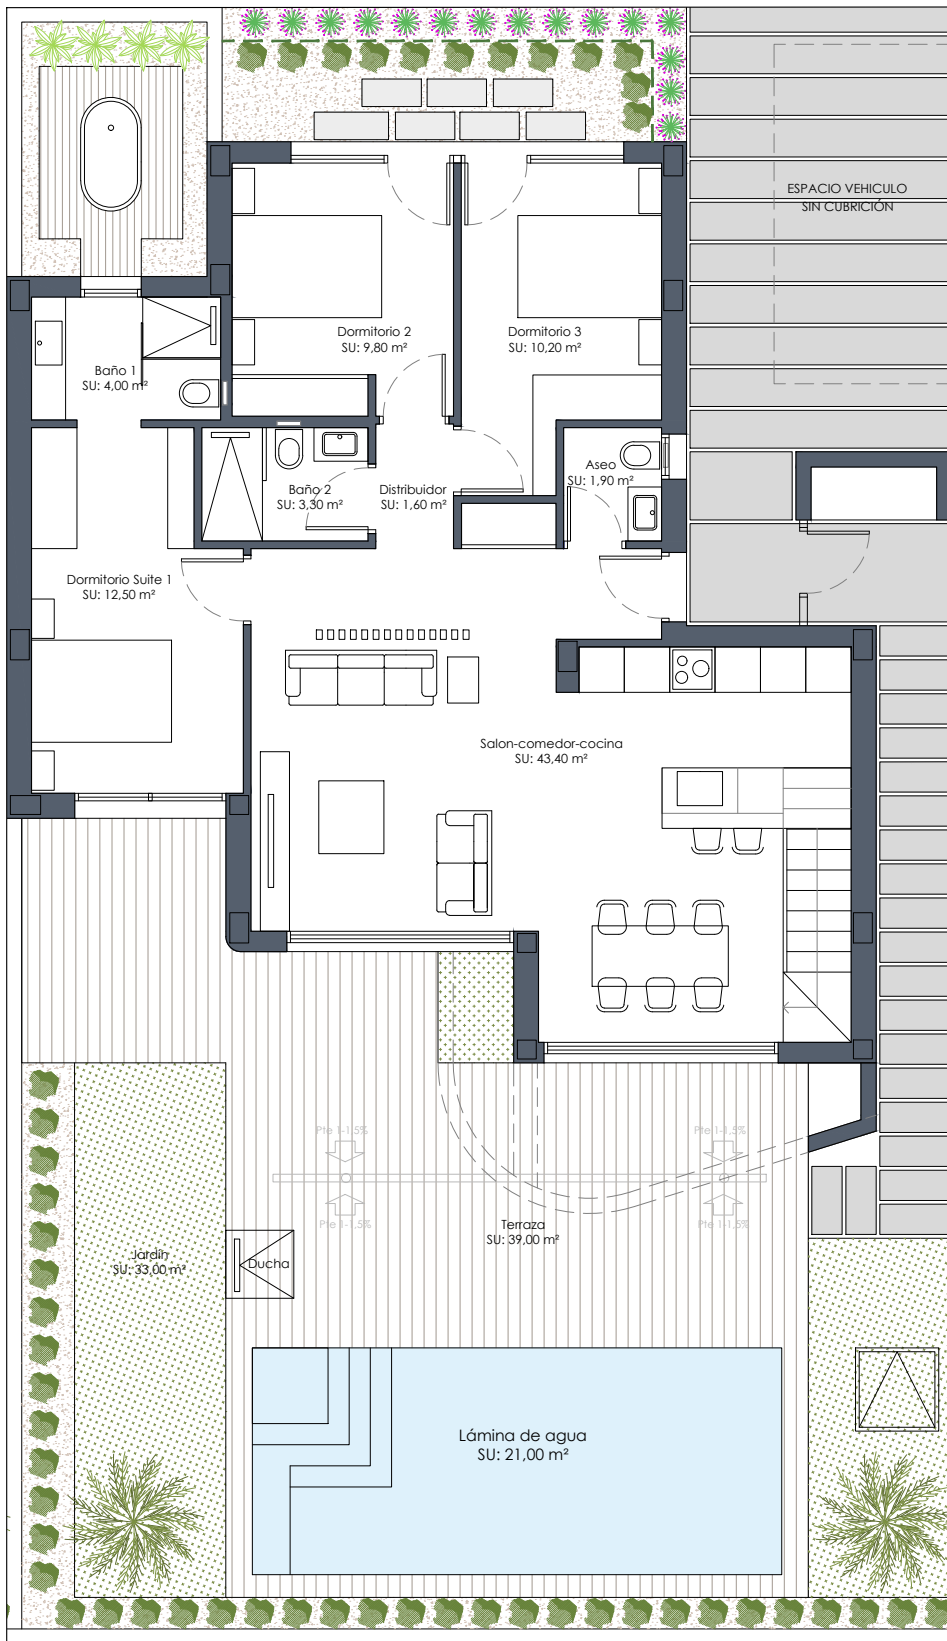 ESPACIO VEHICULO
SIN CUBRICIÓN
Dormitorio 2
SU: 9,80 m²
Dormitorio 3
SU: 10,20 m²
Baño 1
SU: 4,00 m²
Aseo
SU: 1,90 m²
Baño 2
SU: 3,30 m²
Distribuidor
SU: 1,60 m²
Dormitorio Suite 1
SU: 12,50 m²
Salon-comedor-cocina
SU: 43,40 m²
Pte 1-1,5%
Pte 1-1,5%
Pte 1-1,5%
Pte 1-1,5%
Terraza
SU: 39,00 m²
Jardín
SU: 33,00 m²
Ducha
Lámina de agua
SU: 21,00 m²